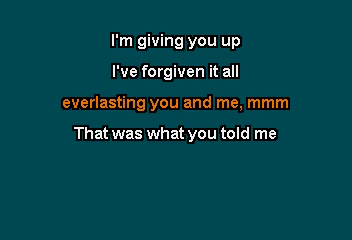 I'm giving you up
I've forgiven it all
everlasting you and me, mmm
That was what you told me